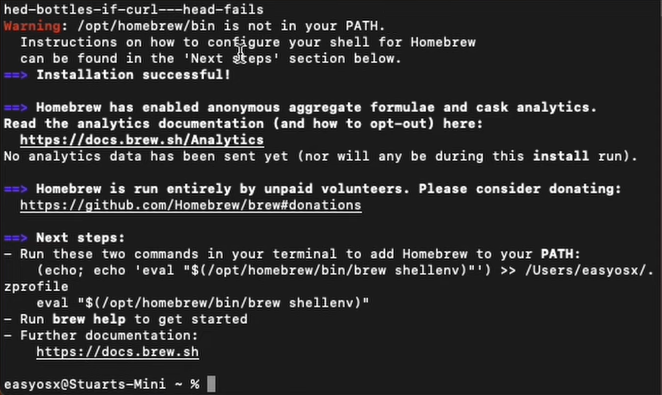 hed-bottles-if-curl---head-fails
Warning: /opt/homebrew/bin is not in your PATH.
Instructions on how to configure your shell for Homebrew
can be found in the 'Next steps' section below.
==> Installation successful!
==> Homebrew has enabled anonymous aggregate formulae and cask analytics.
Read the analytics documentation (and how to opt-out) here:
https://docs.brew.sh/Analytics
No analytics data has been sent yet (nor will any be during this install run).
==> Homebrew is run entirely by unpaid volunteers. Please consider donating:
https://github.com/Homebrew/brew#donations
==> Next steps:
- Run these two commands in your terminal to add Homebrew to your PATH:
(echo; echo 'eval "$(/opt/homebrew/bin/brew shellenv)"') >> /Users/easyosx/.
zprofile
eval "$(/opt/homebrew/bin/brew shellenv)"
- Run brew help to get started
- Further documentation:
https://docs.brew.sh
easyosx@Stuarts-Mini ~ %